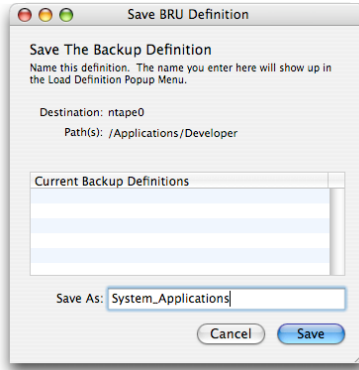 Save BRU Definition
Save The Backup Definition
Name this definition. The name you enter here will show up in
the Load Definition Popup Menu.
Destination: ntape0
Path(s): /Applications/Developer
Current Backup Definitions
Save As: System_Applications
Cancel Save